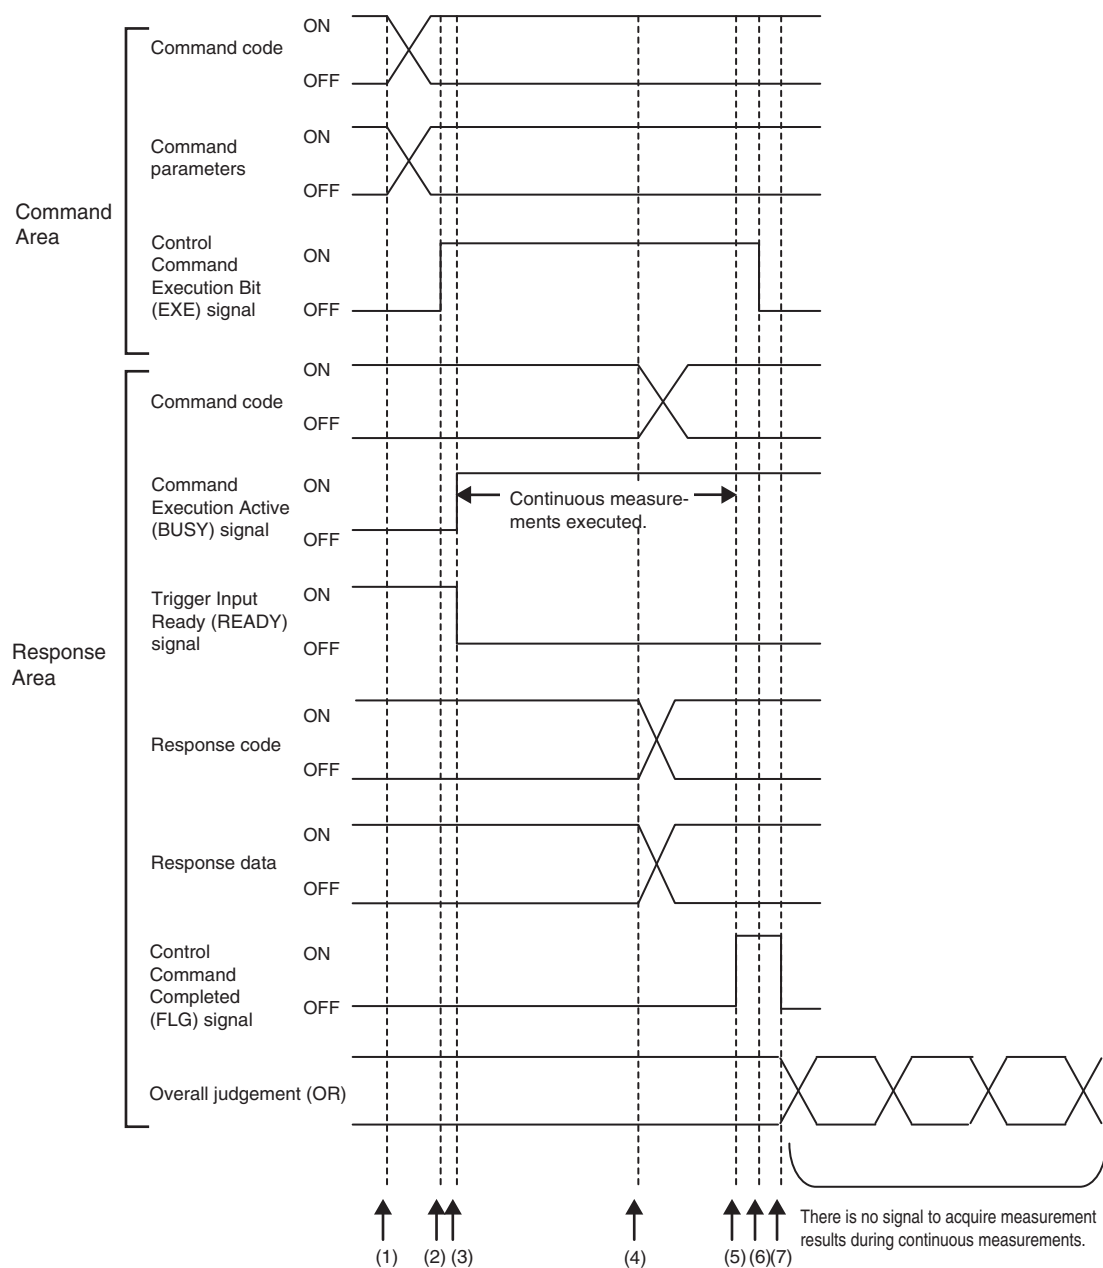 Command
Area
Command code
ON
OFF
Command
parameters
ON
OFF
Control
Command
Execution Bit
(EXE) signal
ON
OFF
Response
Area
Command code
ON
OFF
Command
Execution Active
(BUSY) signal
ON
OFF
Continuous measure-
ments executed.
Trigger Input
Ready (READY)
signal
ON
OFF
Response code
ON
OFF
Response data
ON
OFF
Control
Command
Completed
(FLG) signal
ON
OFF
Overall judgement (OR)
There is no signal to acquire measurement
results during continuous measurements.
(1) (2) (3) (4) (5) (6) (7)